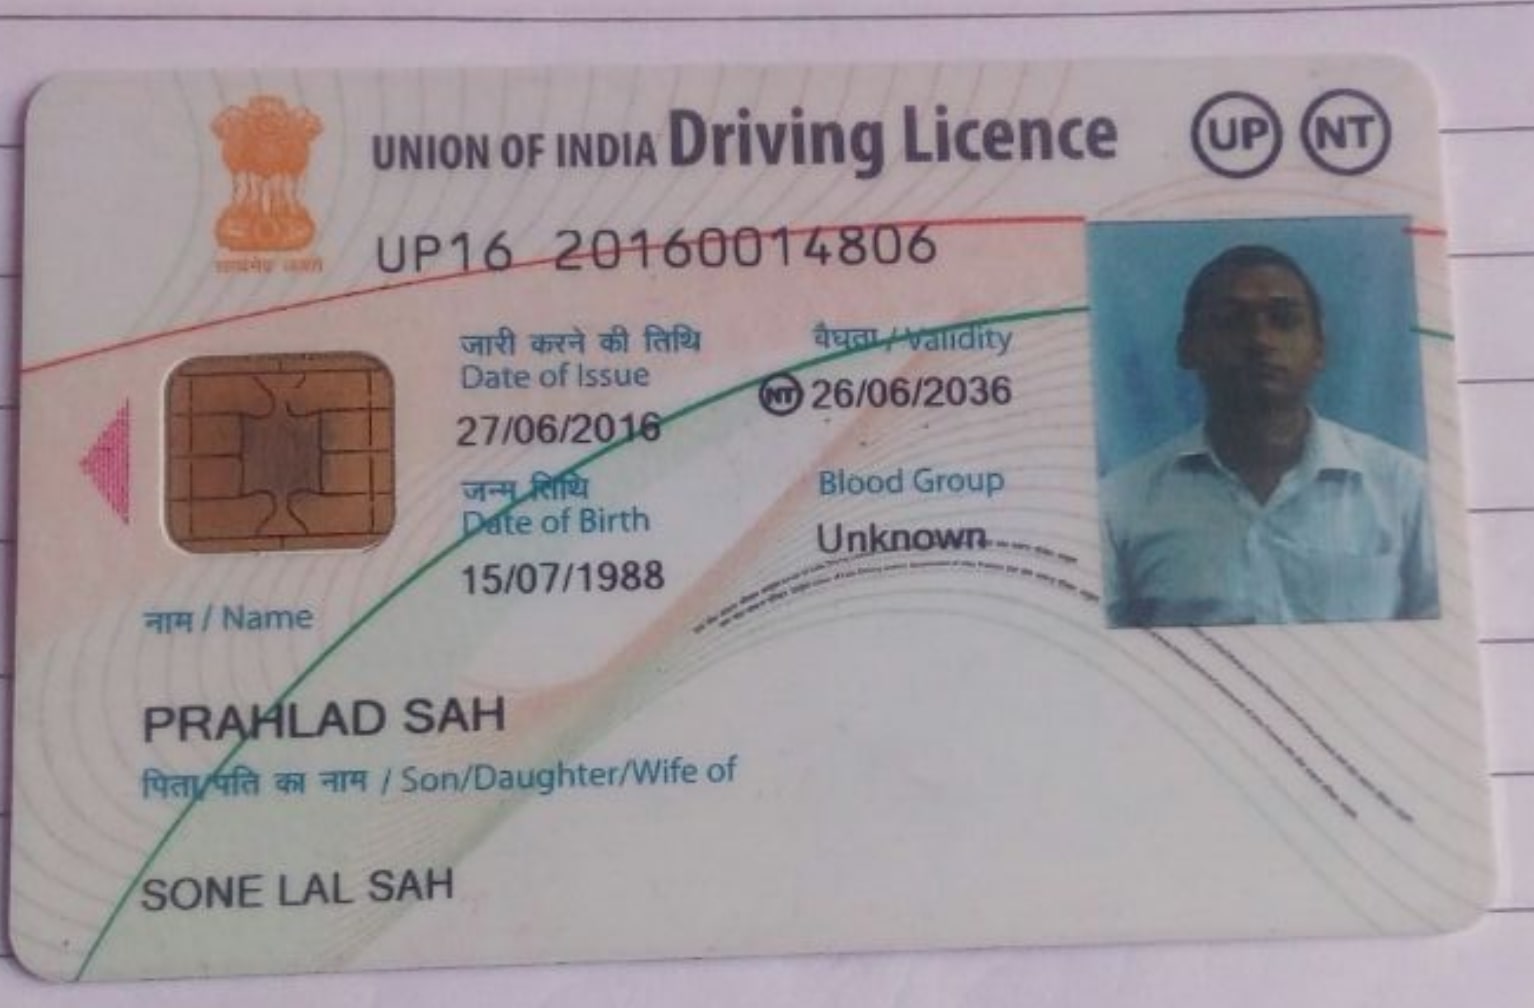 UNION OF INDIA Driving Licence UP NT
UP16 20160014806
सत्यमेव जयते
जारी करने की तिथि वैधता / Validity
Date of Issue
NT 26/06/2036
27/06/2016
जन्म तिथि Blood Group
Date of Birth
Unknown
15/07/1988
नाम / Name
PRAHLAD SAH
पिता/पति का नाम / Son/Daughter/Wife of
SONE LAL SAH